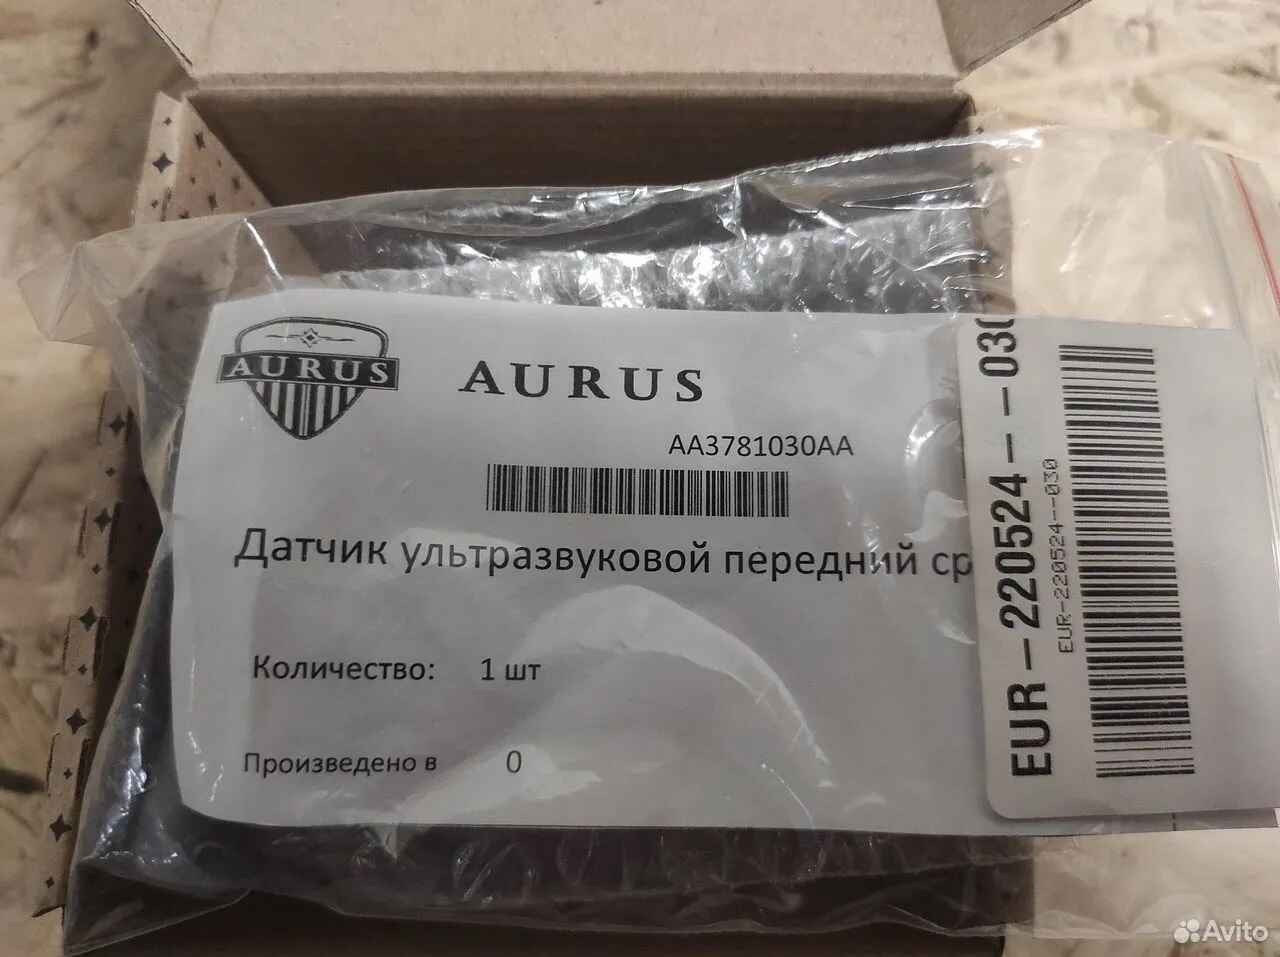 AURUS
AURUS
AA3781030AA
Датчик ультразвуковой передний ср
Количество: 1 шт
Произведено в 0
EUR-220524--030
EUR-220524--030
Avito